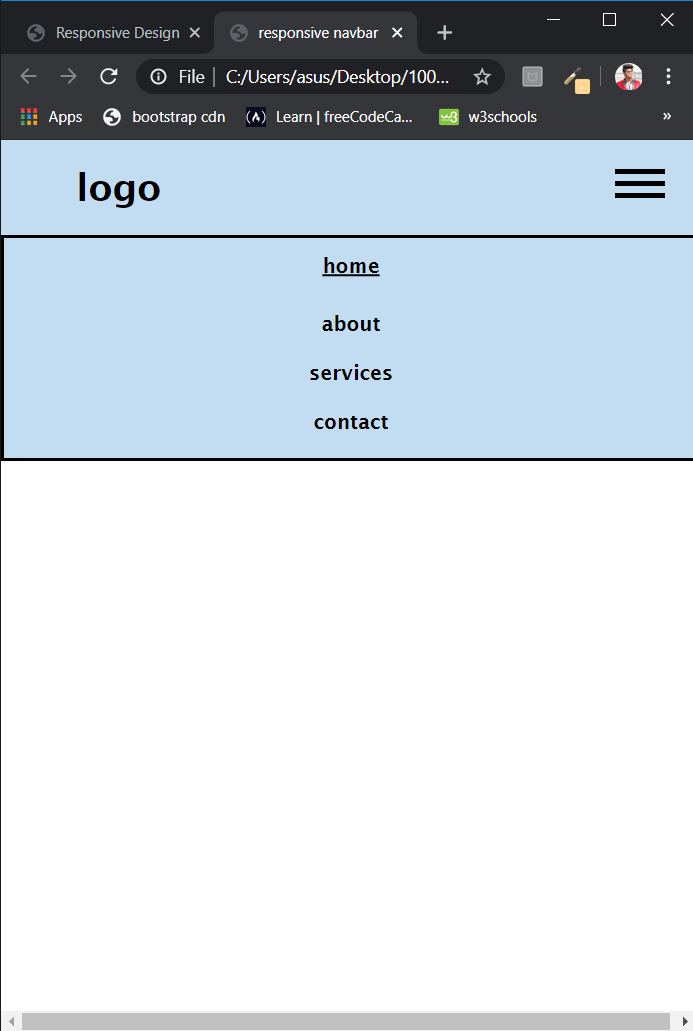 Responsive Design
responsive navbar
File | C:/Users/asus/Desktop/100...
Apps
bootstrap cdn
Learn | freeCodeCa...
w3schools
»
logo
home
about
services
contact